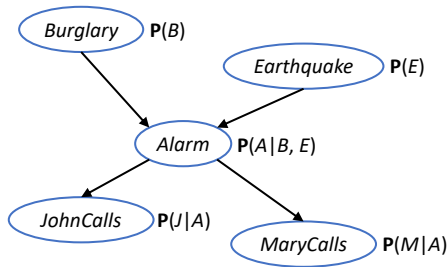 Burglary P(B)
Earthquake P(E)
Alarm P(A|B, E)
JohnCalls P(J|A)
MaryCalls P(M|A)